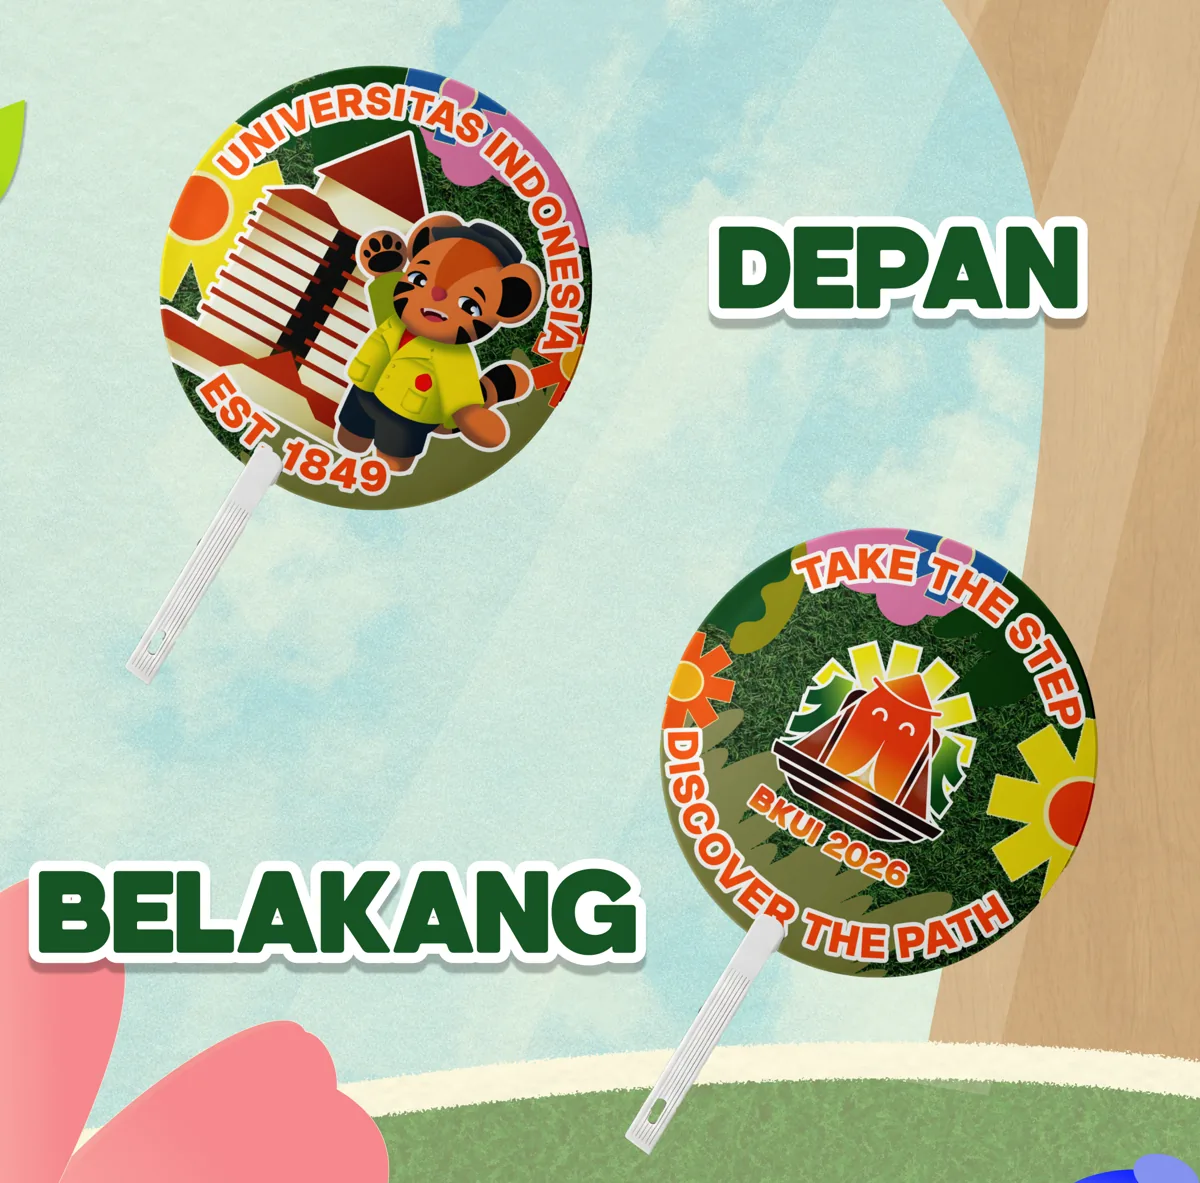 UNIVERSITAS INDONESIA
EST 1849
DEPAN
TAKE THE STEP
DISCOVER THE PATH
BKUI 2026
BELAKANG